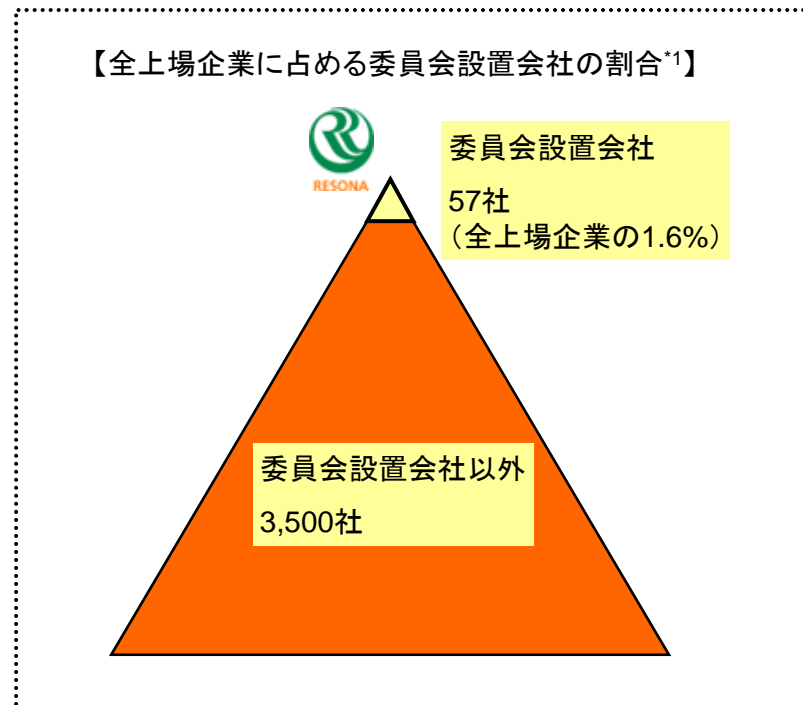 【全上場企業に占める委員会設置会社の割合*1】
RESONA
委員会設置会社
57社
（全上場企業の1.6%）
委員会設置会社以外
3,500社